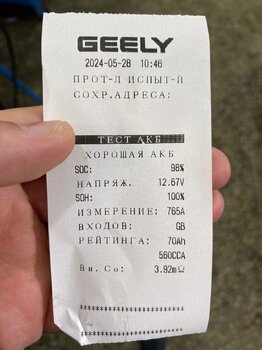 GEELY
2024-05-28 10:46
ПРОТ-Л ИСПЫТ-Й
СОХР.АДРЕСА:
ТЕСТ АКБ
ХОРОШАЯ АКБ
SOC: 98%
НАПРЯЖ. 12.67V
SOH: 100%
ИЗМЕРЕНИЕ: 765A
ВХОДОВ: GB
РЕЙТИНГА: 70Ah
560CCA
Вн. Со: 3.92mΩ
********************
********************